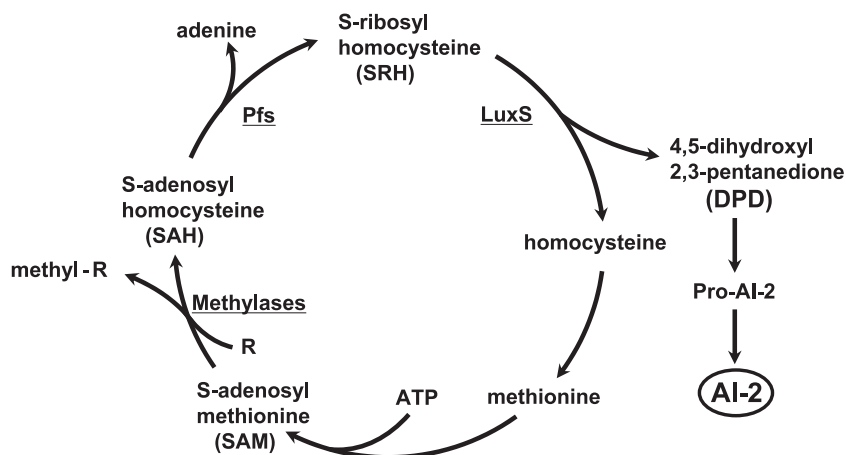 adenine
S-ribosyl
homocysteine
(SRH)
Pfs
LuxS
4,5-dihydroxyl
2,3-pentanedione
(DPD)
S-adenosyl
homocysteine
(SAH)
homocysteine
methyl-R
Pro-AI-2
Methylases
R
S-adenosyl
methionine
(SAM)
ATP
methionine
AI-2